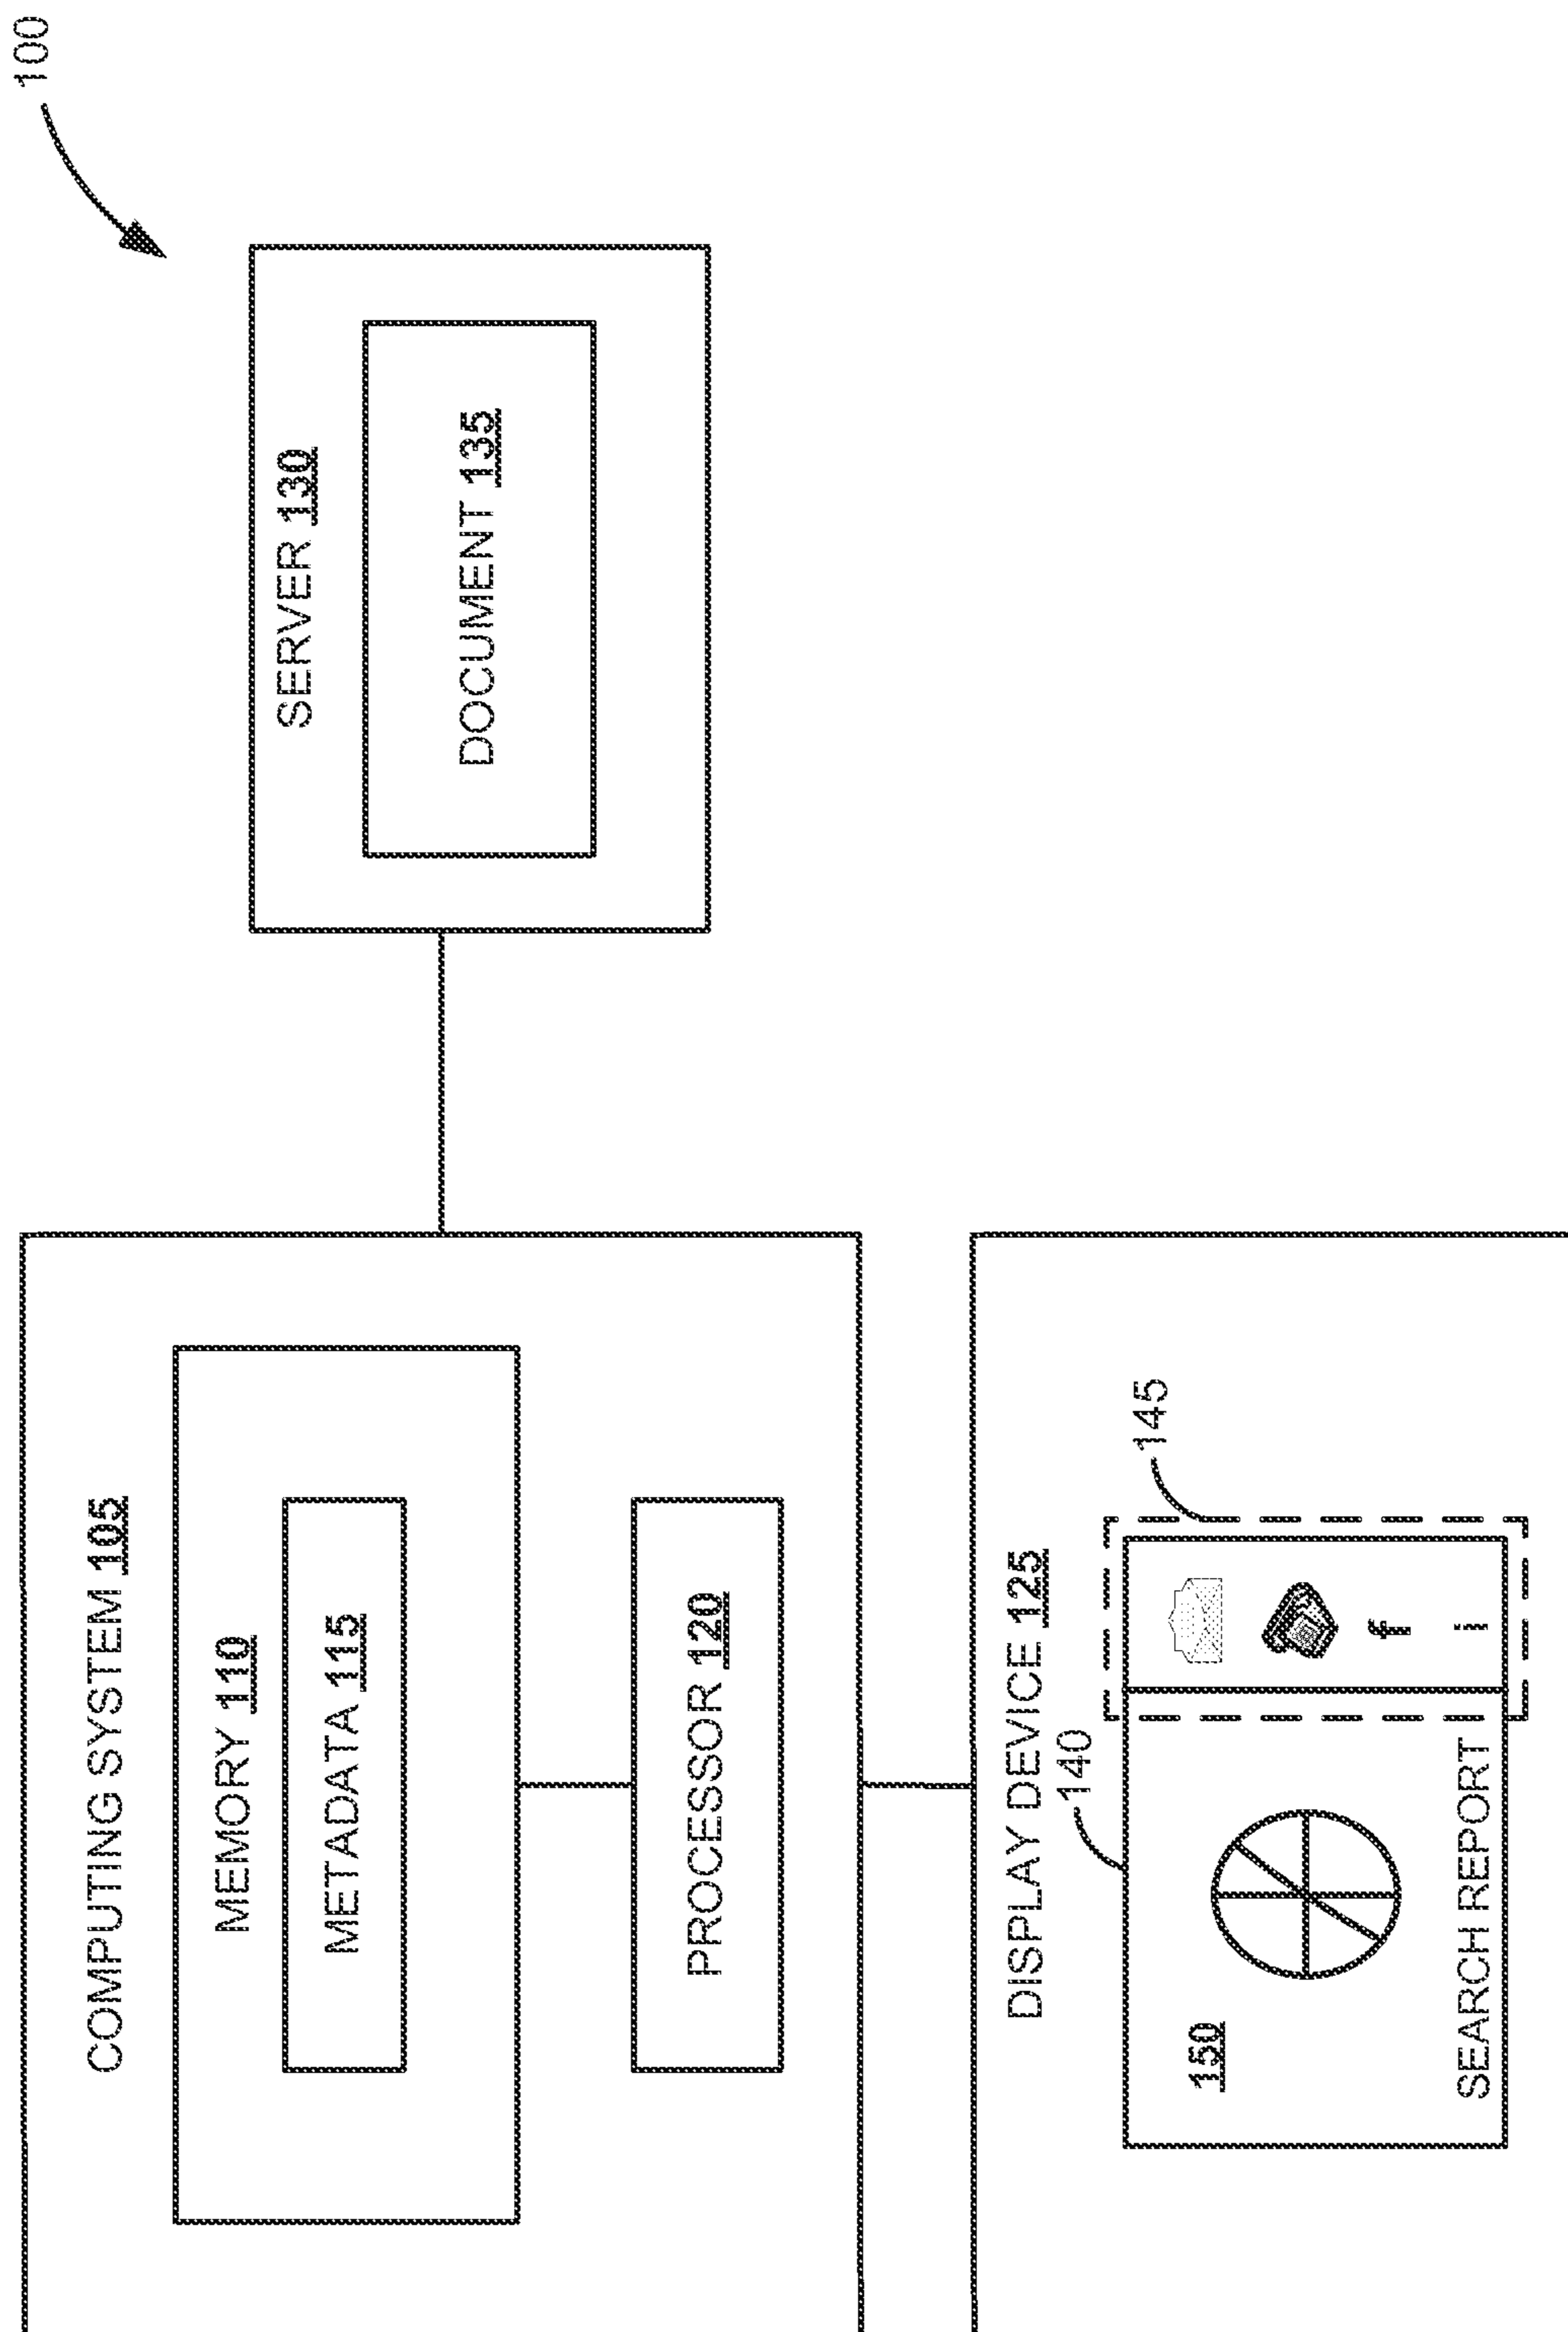 100
COMPUTING SYSTEM 105
MEMORY 110
METADATA 115
PROCESSOR 120
SERVER 130
DOCUMENT 135
DISPLAY DEVICE 125
140
145
150
f
i
SEARCH REPORT